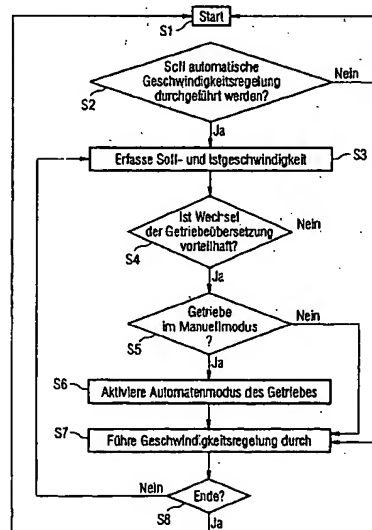 Start
S1
Soll automatische
Geschwindigkeitsregelung
durchgeführt werden?
Nein
S2
Ja
Erfasse Soll- und Istgeschwindigkeit
S3
Ist Wechsel
der Getriebeübersetzung
vorteilhaft?
Nein
S4
Ja
Getriebe
im Manuellmodus
?
Nein
S5
Ja
S6
Aktiviere Automatenmodus des Getriebes
S7
Führe Geschwindigkeitsregelung durch
Nein
Ende?
S8
Ja